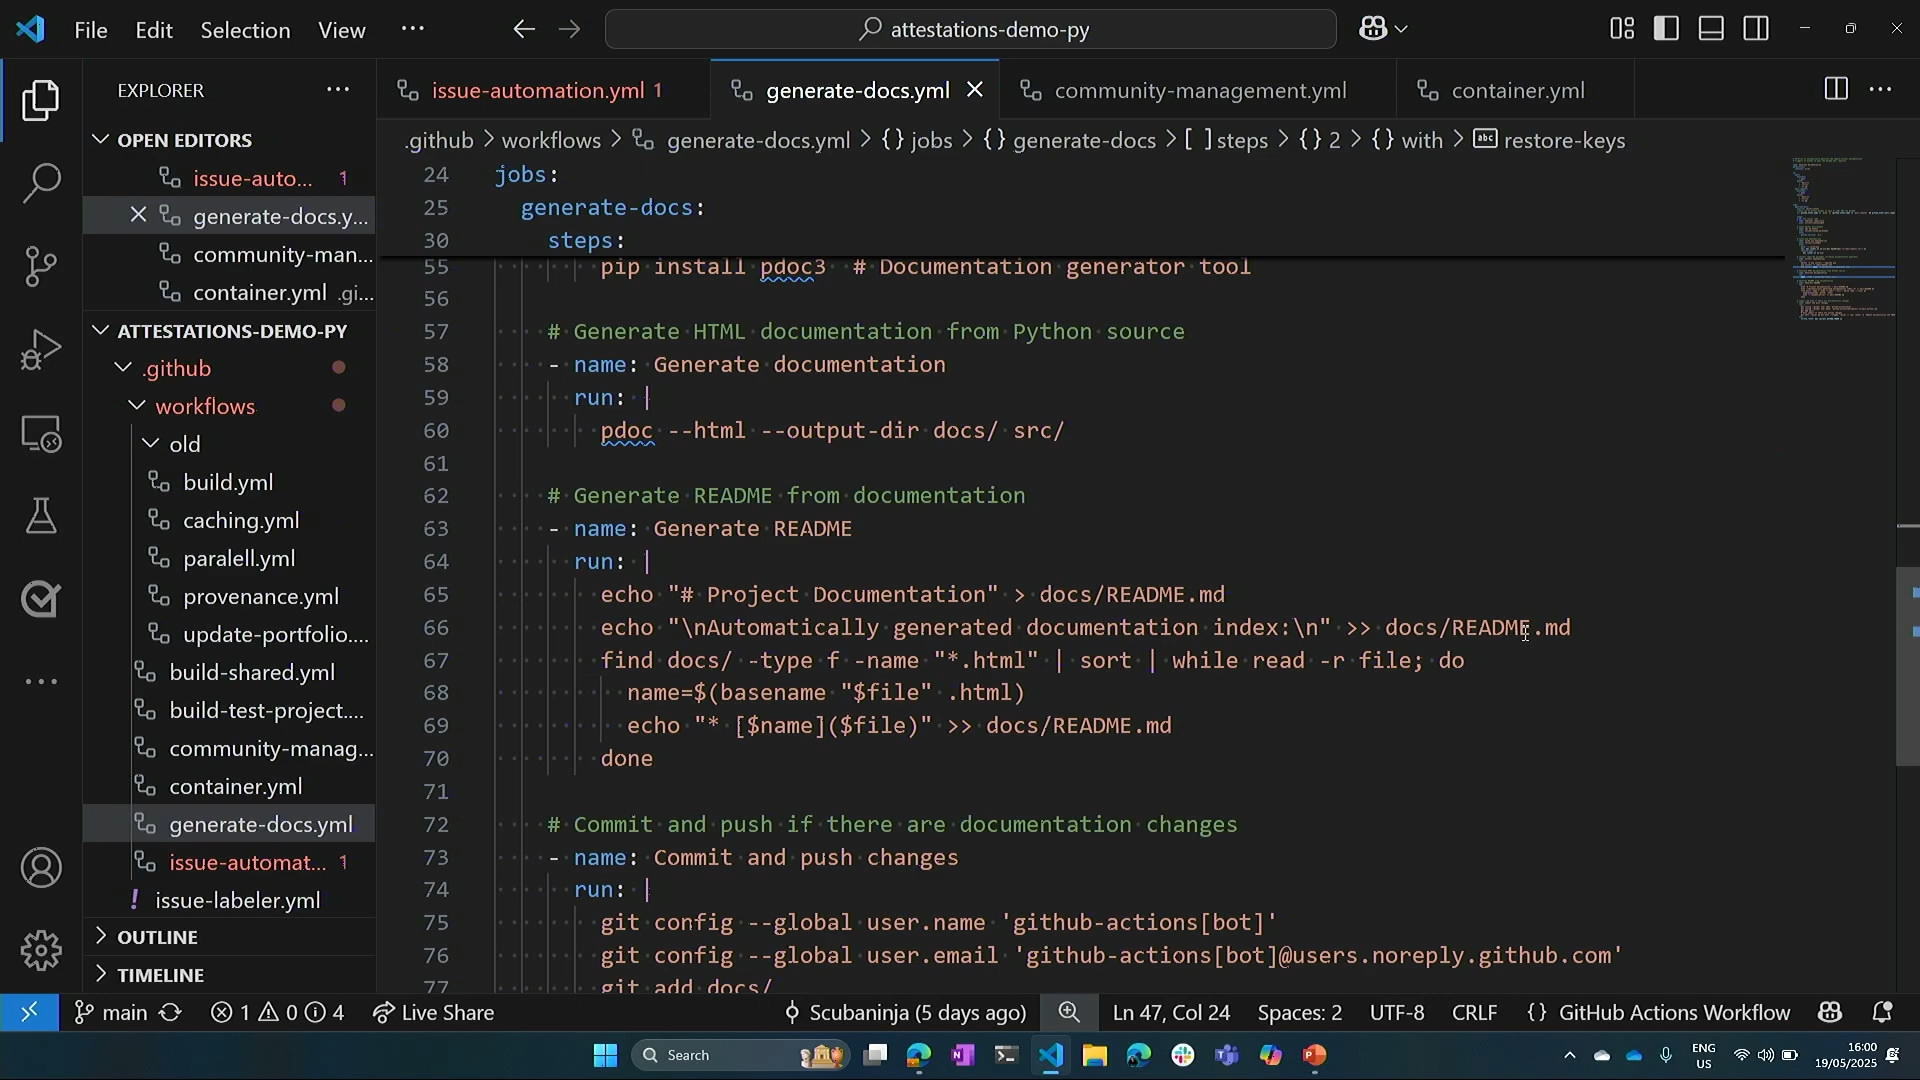 File Edit Selection View ··· attestations-demo-py
EXPLORER
OPEN EDITORS
issue-auto... 1
generate-docs.y...
community-man...
container.yml .gi...
ATTESTATIONS-DEMO-PY
.github
workflows
old
build.yml
caching.yml
paralell.yml
provenance.yml
update-portfolio....
build-shared.yml
build-test-project....
community-manag...
container.yml
generate-docs.yml
issue-automat... 1
! issue-labeler.yml
OUTLINE
TIMELINE
issue-automation.yml 1 generate-docs.yml community-management.yml container.yml
.github > workflows > generate-docs.yml > {} jobs > {} generate-docs > [ ] steps > {} 2 > {} with > abc restore-keys
24 jobs:
25 generate-docs:
30 steps:
55 pip install pdoc3 # Documentation generator tool
56
57 # Generate HTML documentation from Python source
58 - name: Generate documentation
59 run: |
60 pdoc --html --output-dir docs/ src/
61
62 # Generate README from documentation
63 - name: Generate README
64 run: |
65 echo "# Project Documentation" > docs/README.md
66 echo "\nAutomatically generated documentation index:\n" >> docs/README.md
67 find docs/ -type f -name "*.html" | sort | while read -r file; do
68 name=$(basename "$file" .html)
69 echo "* [$name]($file)" >> docs/README.md
70 done
71
72 # Commit and push if there are documentation changes
73 - name: Commit and push changes
74 run: |
75 git config --global user.name 'github-actions[bot]'
76 git config --global user.email 'github-actions[bot]@users.noreply.github.com'
77 git add docs/
main 1 0 4 Live Share Scubaninja (5 days ago) Ln 47, Col 24 Spaces: 2 UTF-8 CRLF {} GitHub Actions Workflow
Search
ENG
US
16:00
19/05/2025